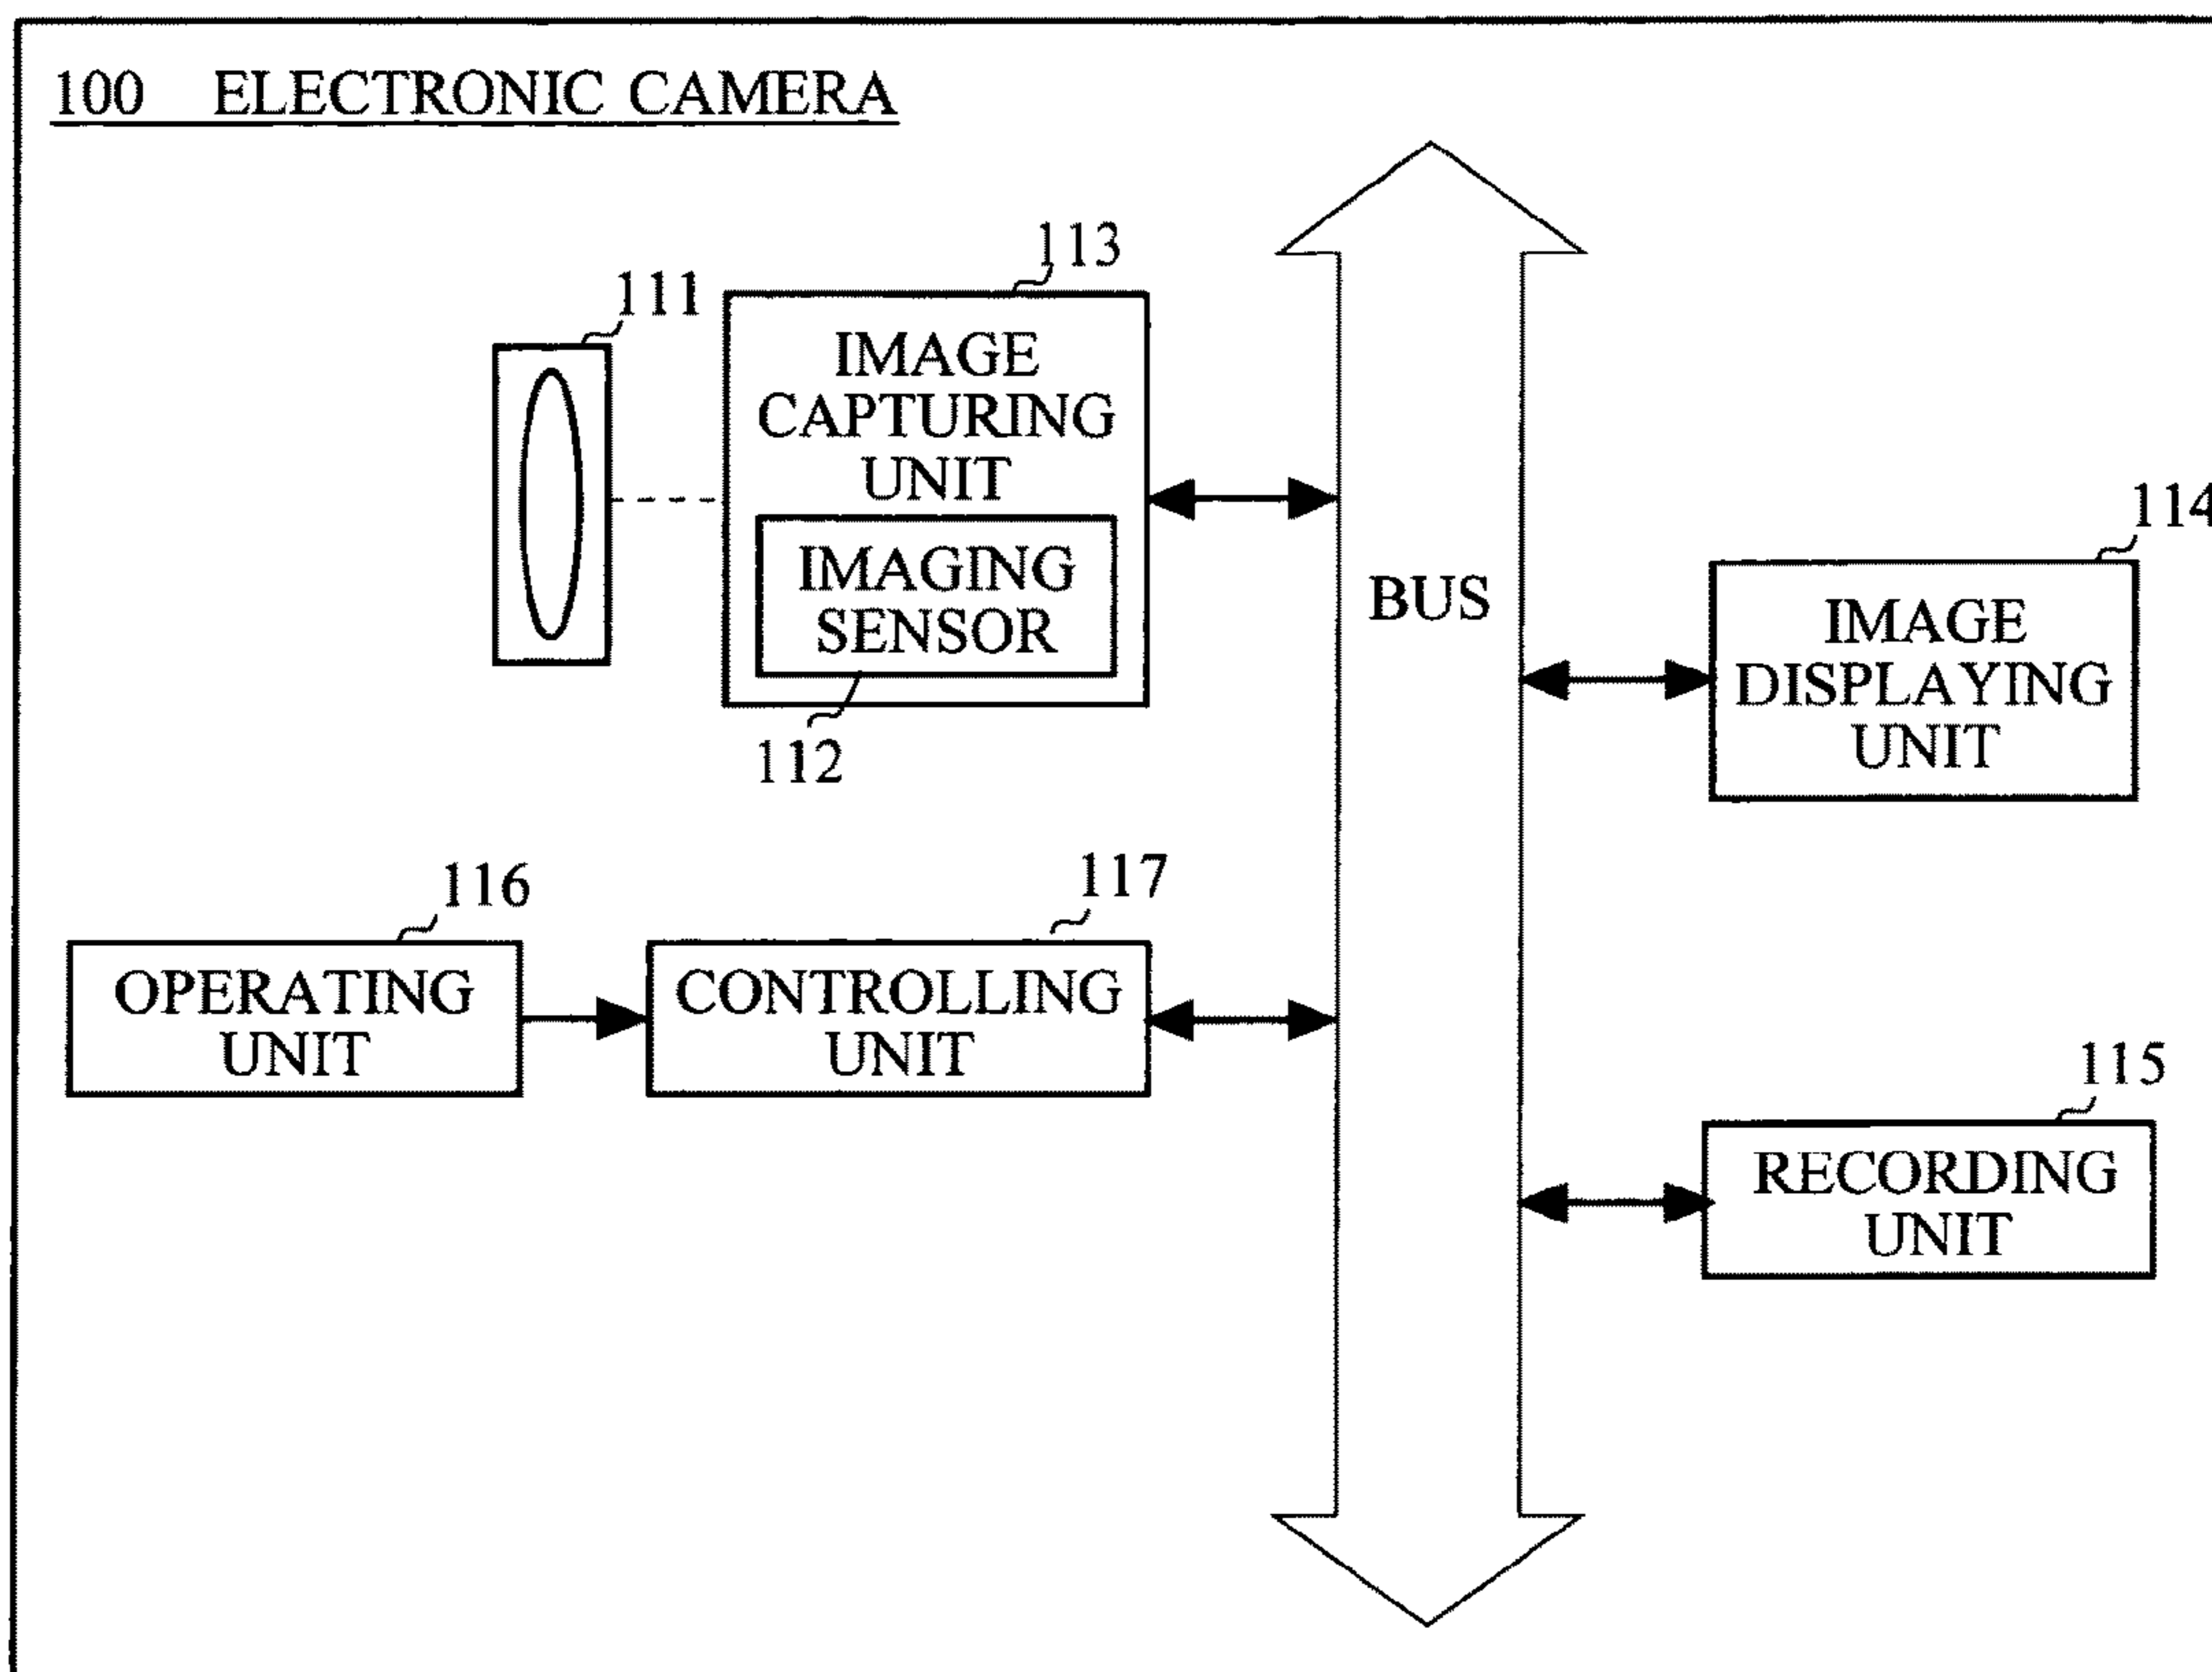 100 ELECTRONIC CAMERA
113
111
IMAGE
CAPTURING
UNIT
IMAGING
SENSOR
112
BUS
114
IMAGE
DISPLAYING
UNIT
116
OPERATING
UNIT
117
CONTROLLING
UNIT
115
RECORDING
UNIT